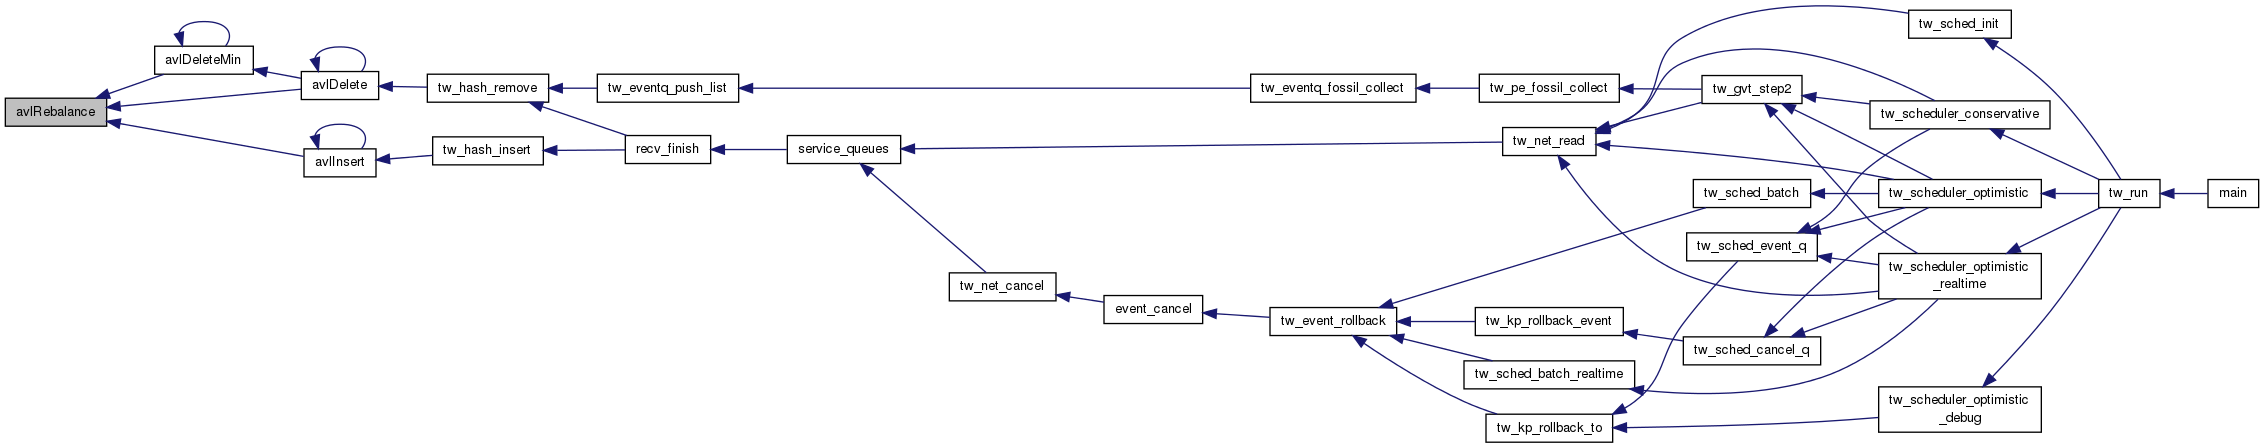 avlRebalance
avlDeleteMin
avlDelete
avlInsert
tw_hash_remove
tw_hash_insert
tw_eventq_push_list
recv_finish
service_queues
tw_net_cancel
event_cancel
tw_eventq_fossil_collect
tw_event_rollback
tw_pe_fossil_collect
tw_net_read
tw_kp_rollback_event
tw_sched_batch_realtime
tw_kp_rollback_to
tw_gvt_step2
tw_sched_batch
tw_sched_event_q
tw_sched_cancel_q
tw_sched_init
tw_scheduler_conservative
tw_scheduler_optimistic
tw_scheduler_optimistic
_realtime
tw_scheduler_optimistic
_debug
tw_run
main